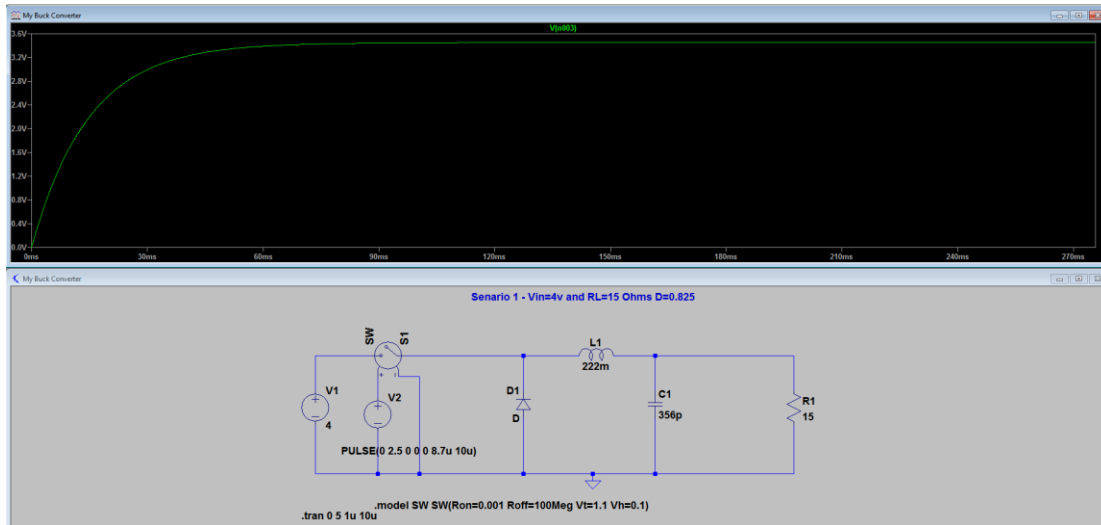 My Buck Converter
V(n003)
3.6V
3.2V
2.8V
2.4V
2.0V
1.6V
1.2V
0.8V
0.4V
0.0V
0ms 30ms 60ms 90ms 120ms 150ms 180ms 210ms 240ms 270ms
My Buck Converter
Senario 1 - Vin=4v and RL=15 Ohms D=0.825
SW S1
L1
222m
V1
4
V2
D1
D
C1
356p
R1
15
PULSE(0 2.5 0 0 0 8.7u 10u)
.model SW SW(Ron=0.001 Roff=100Meg Vt=1.1 Vh=0.1)
.tran 0 5 1u 10u